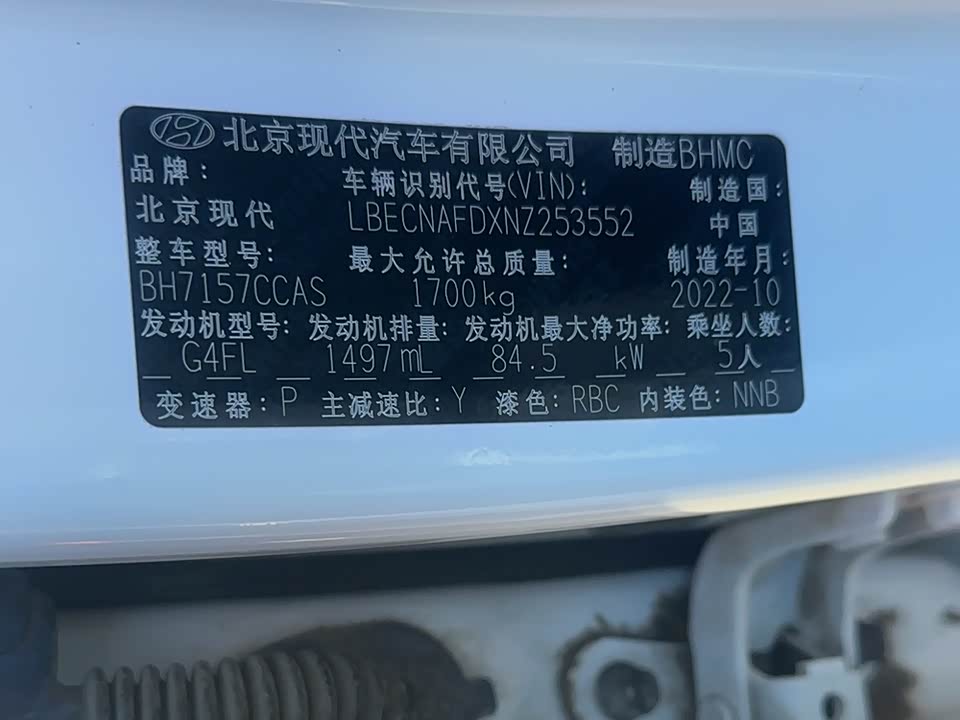 北京现代汽车有限公司 制造BHMC
品牌: 车辆识别代号(VIN): 制造国:
北京现代 LBECNAFDXNZ253552 中国
整车型号: 最大允许总质量: 制造年月:
BH7157CCAS 1700kg 2022-10
发动机型号: 发动机排量: 发动机最大净功率: 乘坐人数:
G4FL 1497mL 84.5 kW 5人
变速器: P 主减速比: Y 漆色: RBC 内装色: NNB